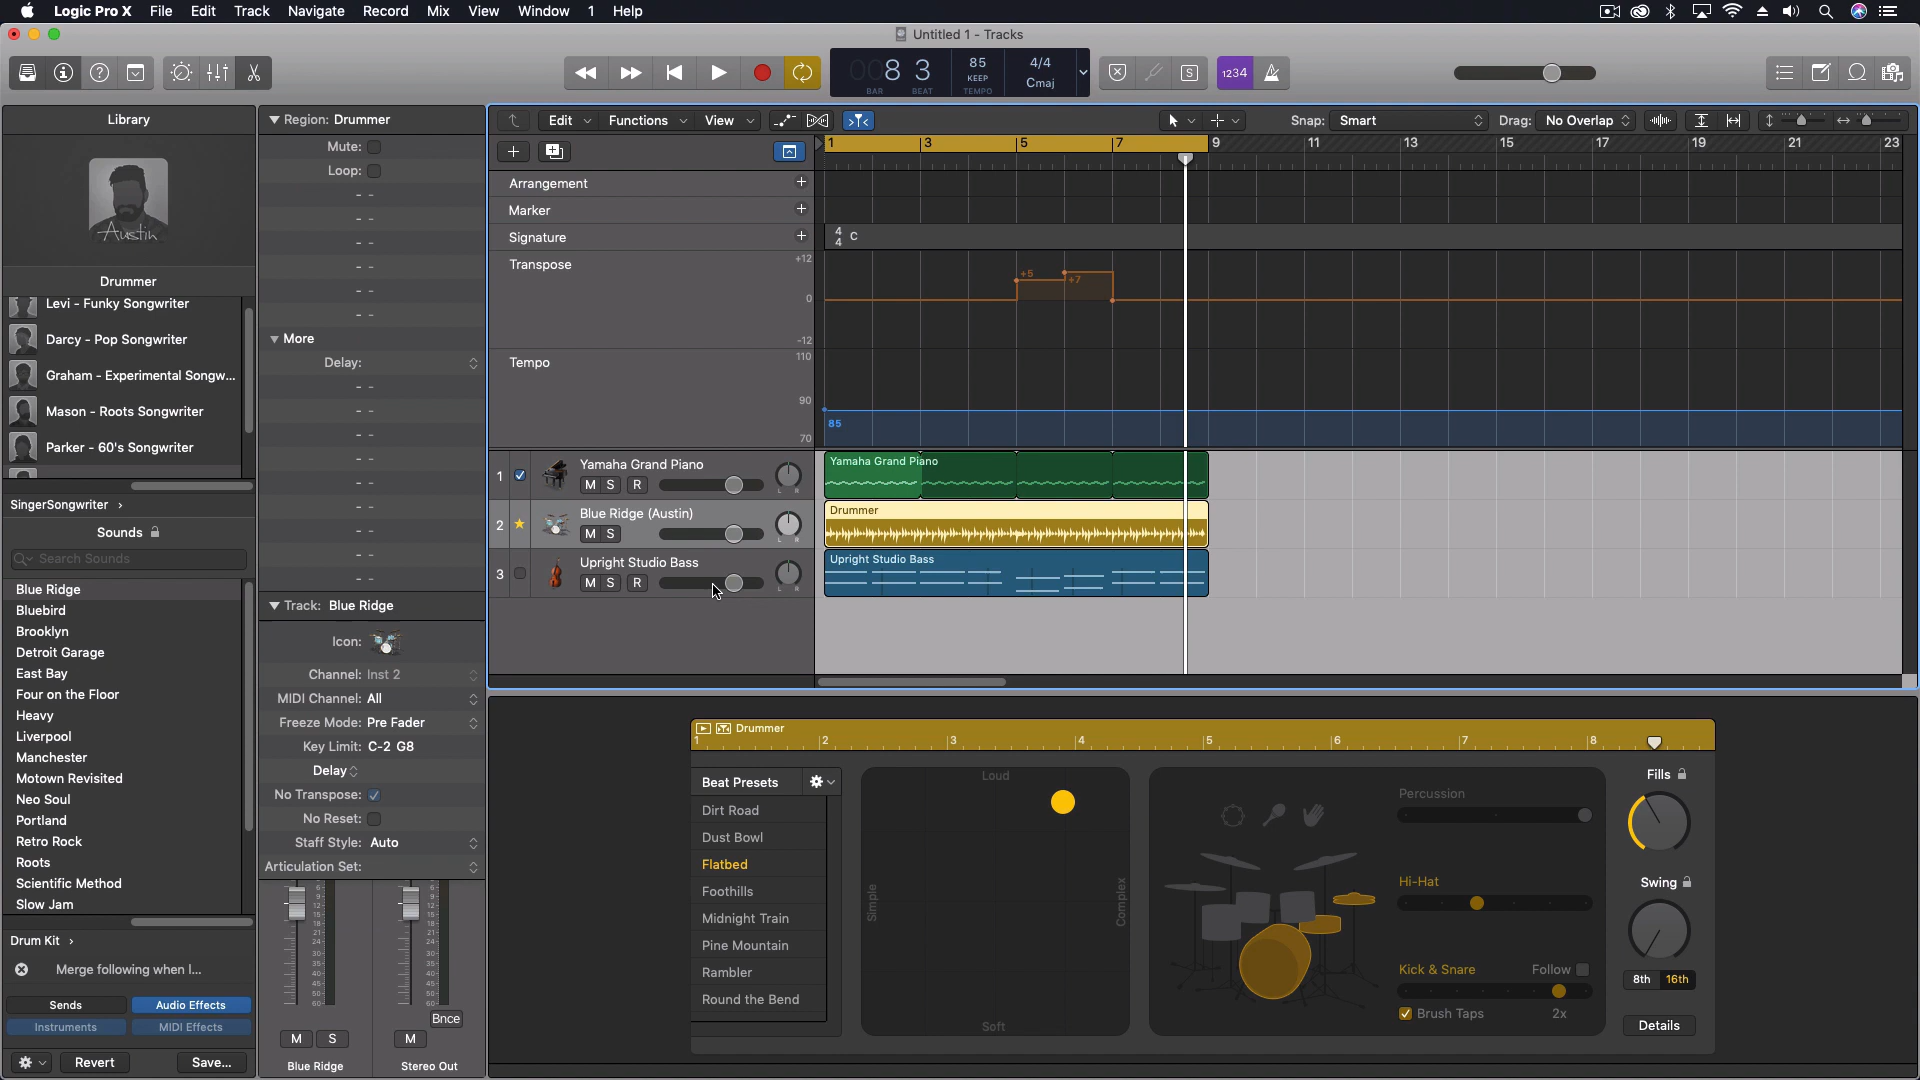 Logic Pro X File Edit Track Navigate Record Mix View Window 1 Help
Untitled 1 - Tracks
008 3
BAR BEAT
85
KEEP
TEMPO
4/4
Cmaj
S
1234
Library
Austin
Drummer
Levi - Funky Songwriter
Darcy - Pop Songwriter
Graham - Experimental Songw...
Mason - Roots Songwriter
Parker - 60's Songwriter
SingerSongwriter
Sounds
Search Sounds
Blue Ridge
Bluebird
Brooklyn
Detroit Garage
East Bay
Four on the Floor
Heavy
Liverpool
Manchester
Motown Revisited
Neo Soul
Portland
Retro Rock
Roots
Scientific Method
Slow Jam
Drum Kit
Merge following when l...
Sends Audio Effects
Instruments MIDI Effects
Revert Save...
Region: Drummer
Mute:
Loop:
More
Delay:
Track: Blue Ridge
Icon:
Channel: Inst 2
MIDI Channel: All
Freeze Mode: Pre Fader
Key Limit: C-2 G8
Delay
No Transpose:
No Reset:
Staff Style: Auto
Articulation Set:
Bnce
M S M
Blue Ridge Stereo Out
Edit Functions View
Snap: Smart Drag: No Overlap
1 3 5 7 9 11 13 15 17 19 21 23
Arrangement +
Marker +
Signature +
4
4 C
Transpose +12
0
-12
+5 +7
Tempo 110
90
70
85
1 Yamaha Grand Piano
M S R
L R
Yamaha Grand Piano
2 Blue Ridge (Austin)
M S
L R
Drummer
3 Upright Studio Bass
M S R
L R
Upright Studio Bass
Drummer
1 2 3 4 5 6 7 8
Beat Presets
Dirt Road
Dust Bowl
Flatbed
Foothills
Midnight Train
Pine Mountain
Rambler
Round the Bend
Loud
Simple
Complex
Soft
Percussion
Hi-Hat
Kick & Snare Follow
Brush Taps 2x
Fills
Swing
8th 16th
Details